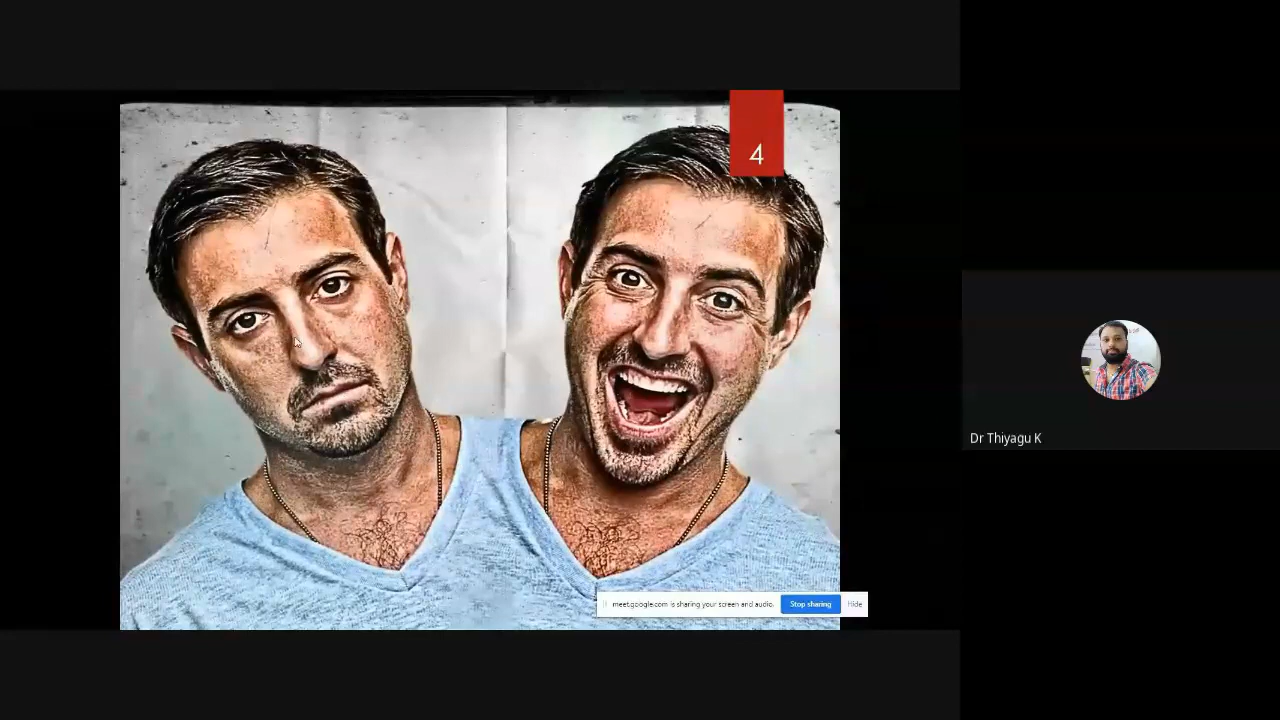 4
meet.google.com is sharing your screen and audio.
Stop sharing
Hide
Dr Thiyagu K